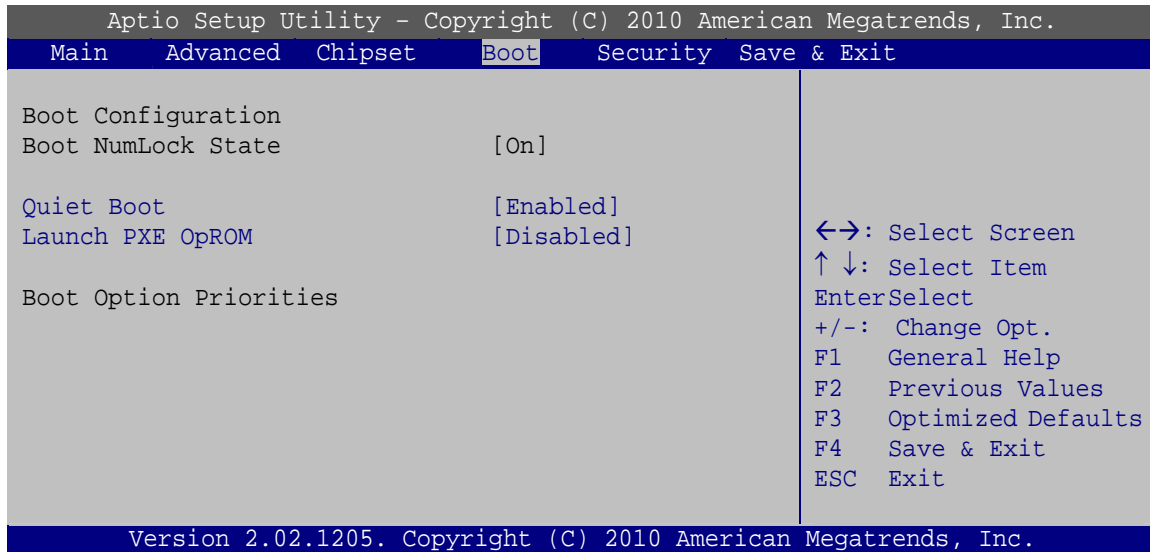 Aptio Setup Utility – Copyright (C) 2010 American Megatrends, Inc.
Main Advanced Chipset Boot Security Save & Exit
Boot Configuration
Boot NumLock State [On]
Quiet Boot [Enabled]
Launch PXE OpROM [Disabled]
Boot Option Priorities
←→: Select Screen
↑ ↓: Select Item
EnterSelect
+/-: Change Opt.
F1 General Help
F2 Previous Values
F3 Optimized Defaults
F4 Save & Exit
ESC Exit
Version 2.02.1205. Copyright (C) 2010 American Megatrends, Inc.